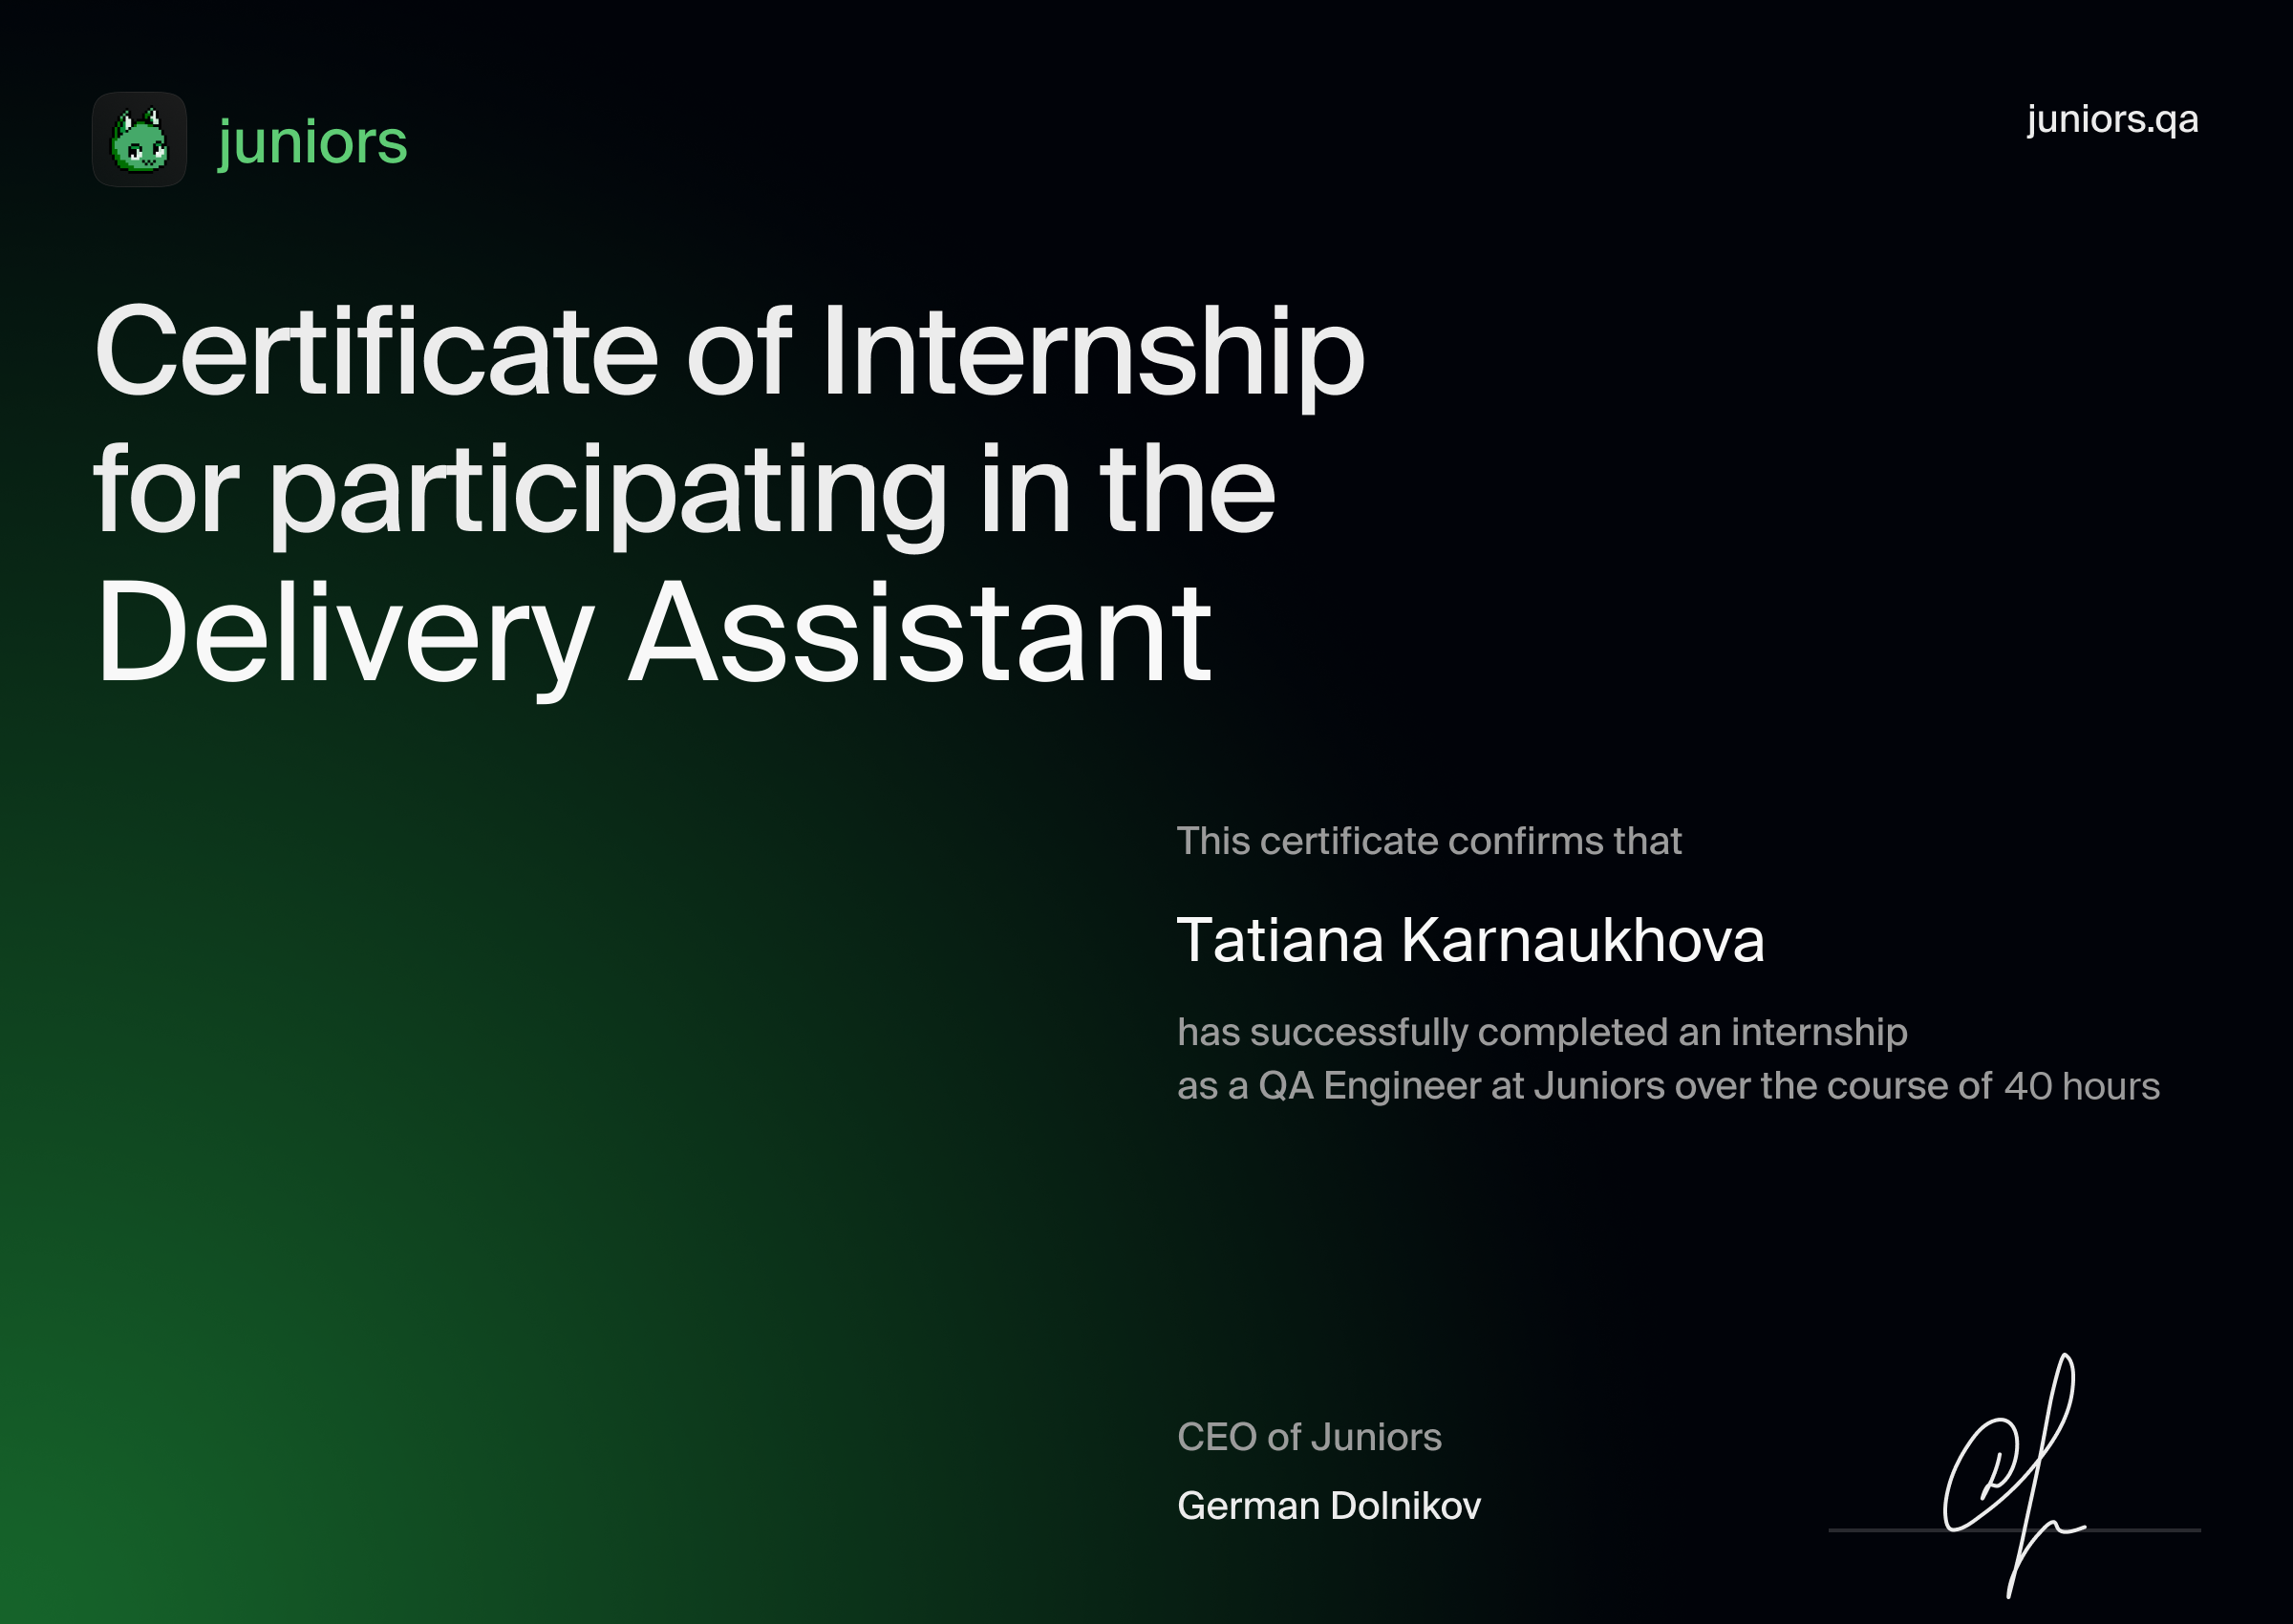 juniors
juniors.qa
Certificate of Internship
for participating in the
Delivery Assistant
This certificate confirms that
Tatiana Karnaukhova
has successfully completed an internship
as a QA Engineer at Juniors over the course of 40 hours
CEO of Juniors
German Dolnikov